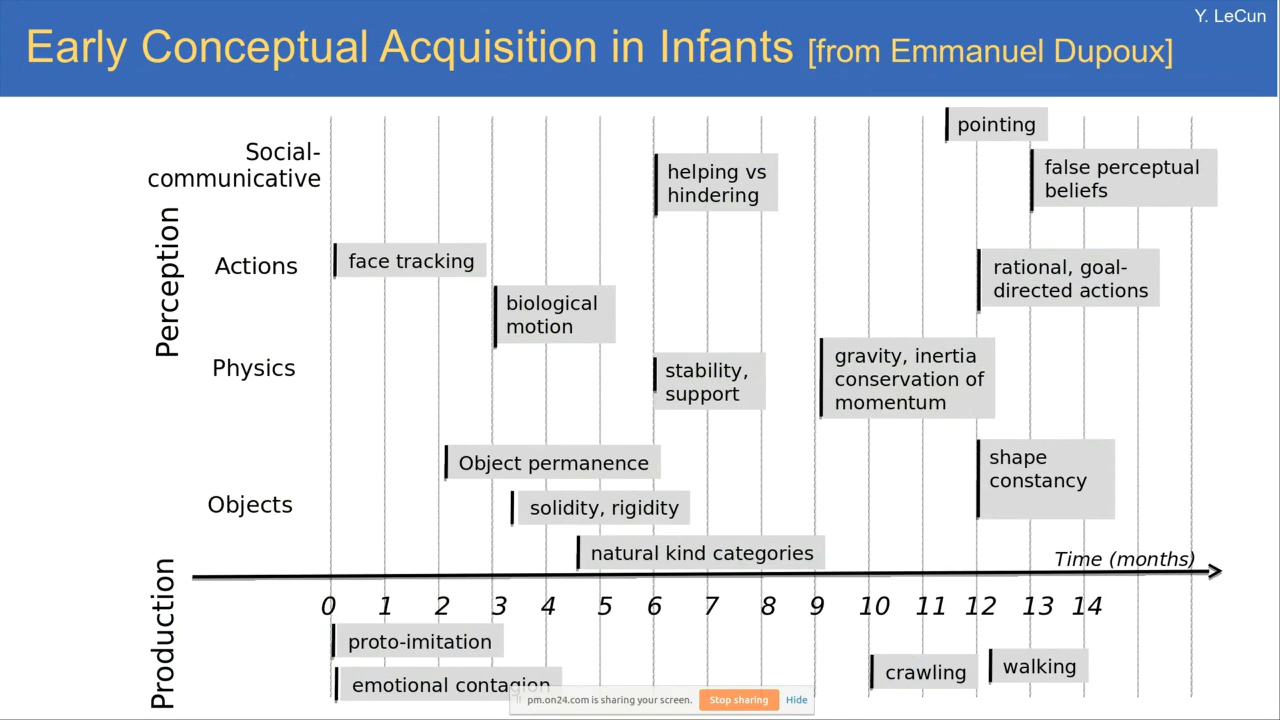 Y. LeCun
Early Conceptual Acquisition in Infants [from Emmanuel Dupoux]
pointing
Social-
communicative
helping vs
hindering
false perceptual
beliefs
Perception
Actions
face tracking
rational, goal-
directed actions
biological
motion
Physics
stability,
support
gravity, inertia
conservation of
momentum
Object permanence
shape
constancy
Objects
solidity, rigidity
natural kind categories
Time (months)
0 1 2 3 4 5 6 7 8 9 10 11 12 13 14
Production
proto-imitation
crawling
walking
emotional contagion
pm.on24.com is sharing your screen. Stop sharing Hide